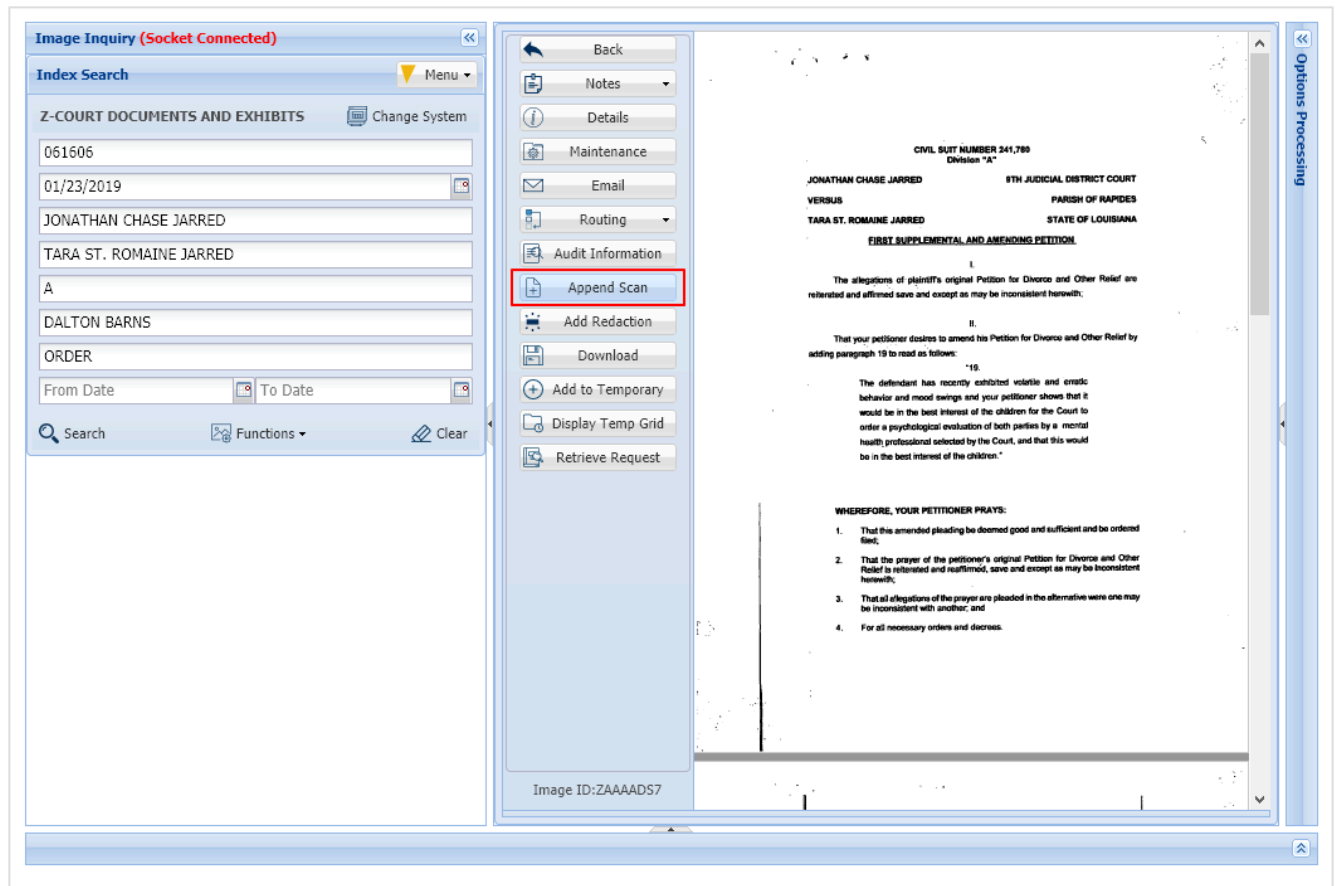 Image Inquiry (Socket Connected)
Index Search
Menu
Z-COURT DOCUMENTS AND EXHIBITS
Change System
061606
01/23/2019
JONATHAN CHASE JARRED
TARA ST. ROMAINE JARRED
A
DALTON BARNS
ORDER
From Date
To Date
Search
Functions
Clear
Back
Notes
Details
Maintenance
Email
Routing
Audit Information
Append Scan
Add Redaction
Download
Add to Temporary
Display Temp Grid
Retrieve Request
Image ID:ZAAAADS7
CIVIL SUIT NUMBER 241,780
Division "A"
JONATHAN CHASE JARRED 9TH JUDICIAL DISTRICT COURT
VERSUS PARISH OF RAPIDES
TARA ST. ROMAINE JARRED STATE OF LOUISIANA
FIRST SUPPLEMENTAL AND AMENDING PETITION
I.
The allegations of plaintiff's original Petition for Divorce and Other Relief are
reiterated and affirmed save and except as may be inconsistent herewith;
II.
That your petitioner desires to amend his Petition for Divorce and Other Relief by
adding paragraph 19 to read as follows:
"19.
The defendant has recently exhibited volatile and erratic
behavior and mood swings and your petitioner shows that it
would be in the best interest of the children for the Court to
order a psychological evaluation of both parties by a mental
health professional selected by the Court, and that this would
be in the best interest of the children."
WHEREFORE, YOUR PETITIONER PRAYS:
1. That this amended pleading be deemed good and sufficient and be ordered
filed;
2. That the prayer of the petitioner's original Petition for Divorce and Other
Relief is reiterated and reaffirmed, save and except as may be inconsistent
herewith;
3. That all allegations of the prayer are pleaded in the alternative were one may
be inconsistent with another; and
4. For all necessary orders and decrees.
Options Processing